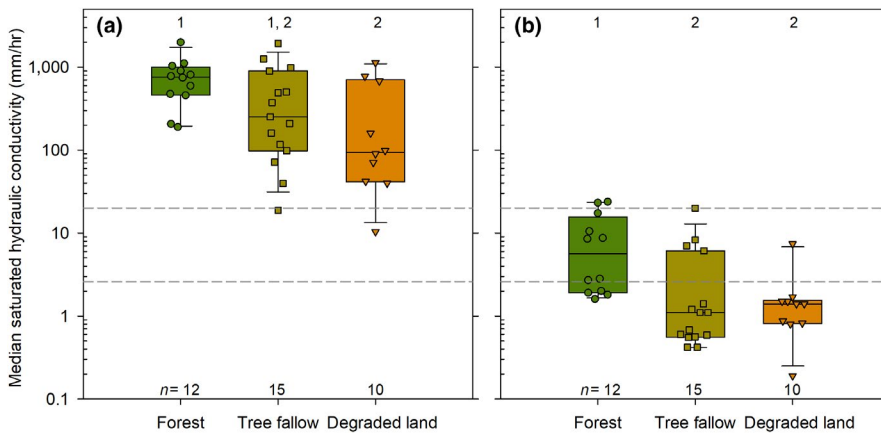 (a) 1 1, 2 2
(b) 1 2 2
Median saturated hydraulic conductivity (mm/hr)
1,000
100
10
1
0.1
n = 12 15 10
n = 12 15 10
Forest Tree fallow Degraded land
Forest Tree fallow Degraded land